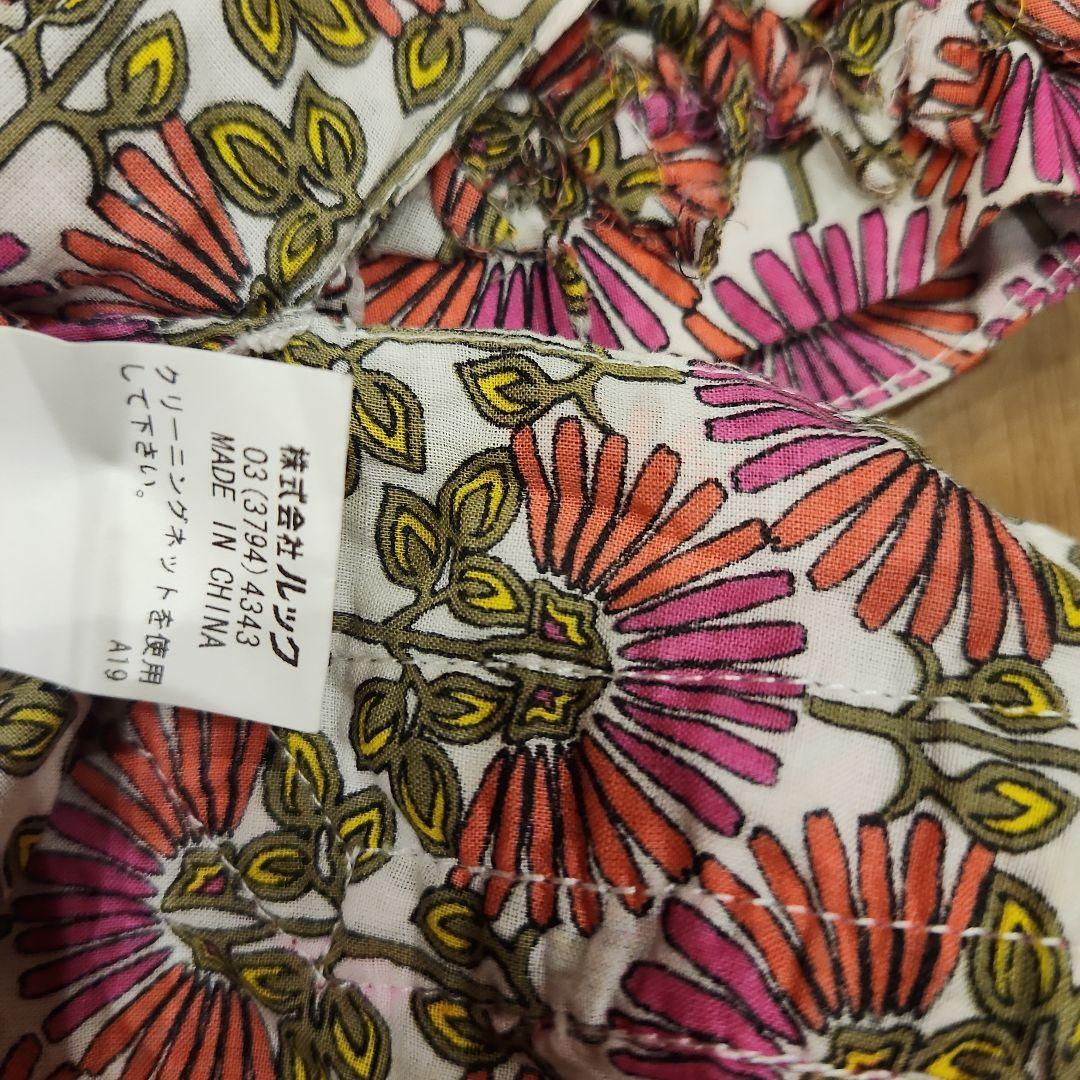 株式会社ルック
03(3794)4343
MADE IN CHINA
クリーニングネットを使用
して下さい。
A19